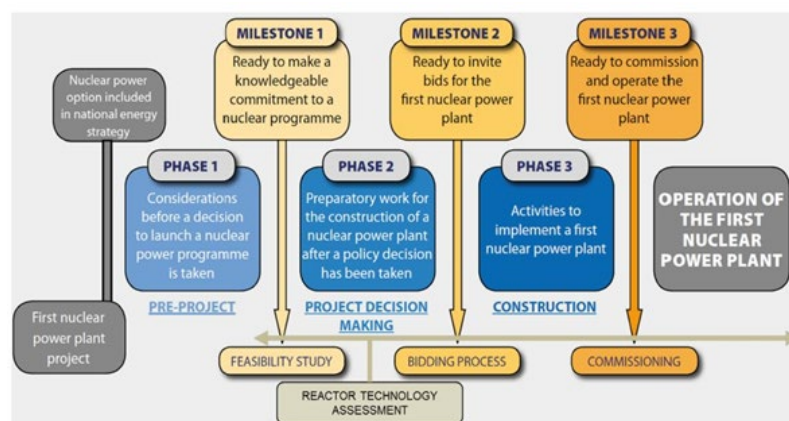 MILESTONE 1
Ready to make a
knowledgeable
commitment to a
nuclear programme
MILESTONE 2
Ready to invite
bids for the
first nuclear power
plant
MILESTONE 3
Ready to commission
and operate the
first nuclear power
plant
Nuclear power
option included
in national energy
strategy
PHASE 1
Considerations
before a decision
to launch a nuclear
power programme
is taken
PRE-PROJECT
PHASE 2
Preparatory work for
the construction of a
nuclear power plant
after a policy decision
has been taken
PROJECT DECISION
MAKING
PHASE 3
Activities to
implement a first
nuclear power plant
CONSTRUCTION
OPERATION OF
THE FIRST
NUCLEAR
POWER PLANT
First nuclear
power plant
project
FEASIBILITY STUDY
BIDDING PROCESS
COMMISSIONING
REACTOR TECHNOLOGY
ASSESSMENT